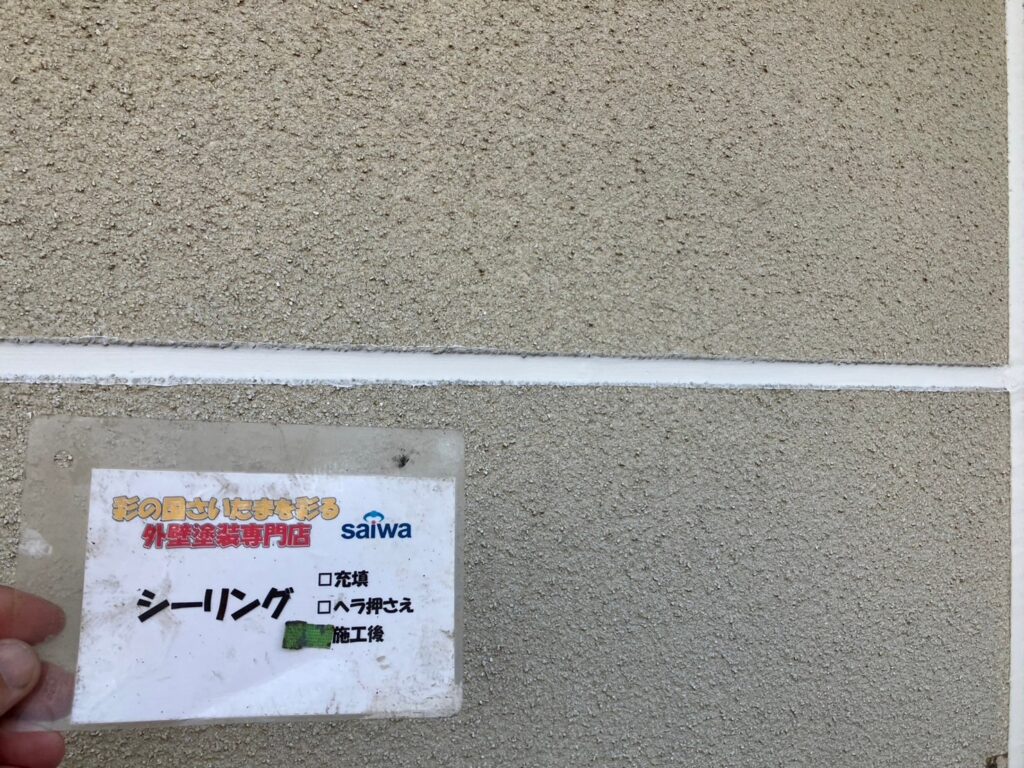 彩の国さいたまを彩る
外壁塗装専門店
saiwa
シーリング
□充填
□ヘラ押さえ
施工後